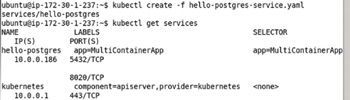 ubuntu@ip-172-30-1-237:~$ kubectl create -f hello-postgres-service.yaml
services/hello-postgres
ubuntu@ip-172-30-1-237:~$ kubectl get services
NAME LABELS SELECTOR
IP(S) PORT(S)
hello-postgres app=MultiContainerApp app=MultiContainerApp
10.0.0.186 5432/TCP
8020/TCP
kubernetes component=apiserver,provider=kubernetes <none>
10.0.0.1 443/TCP